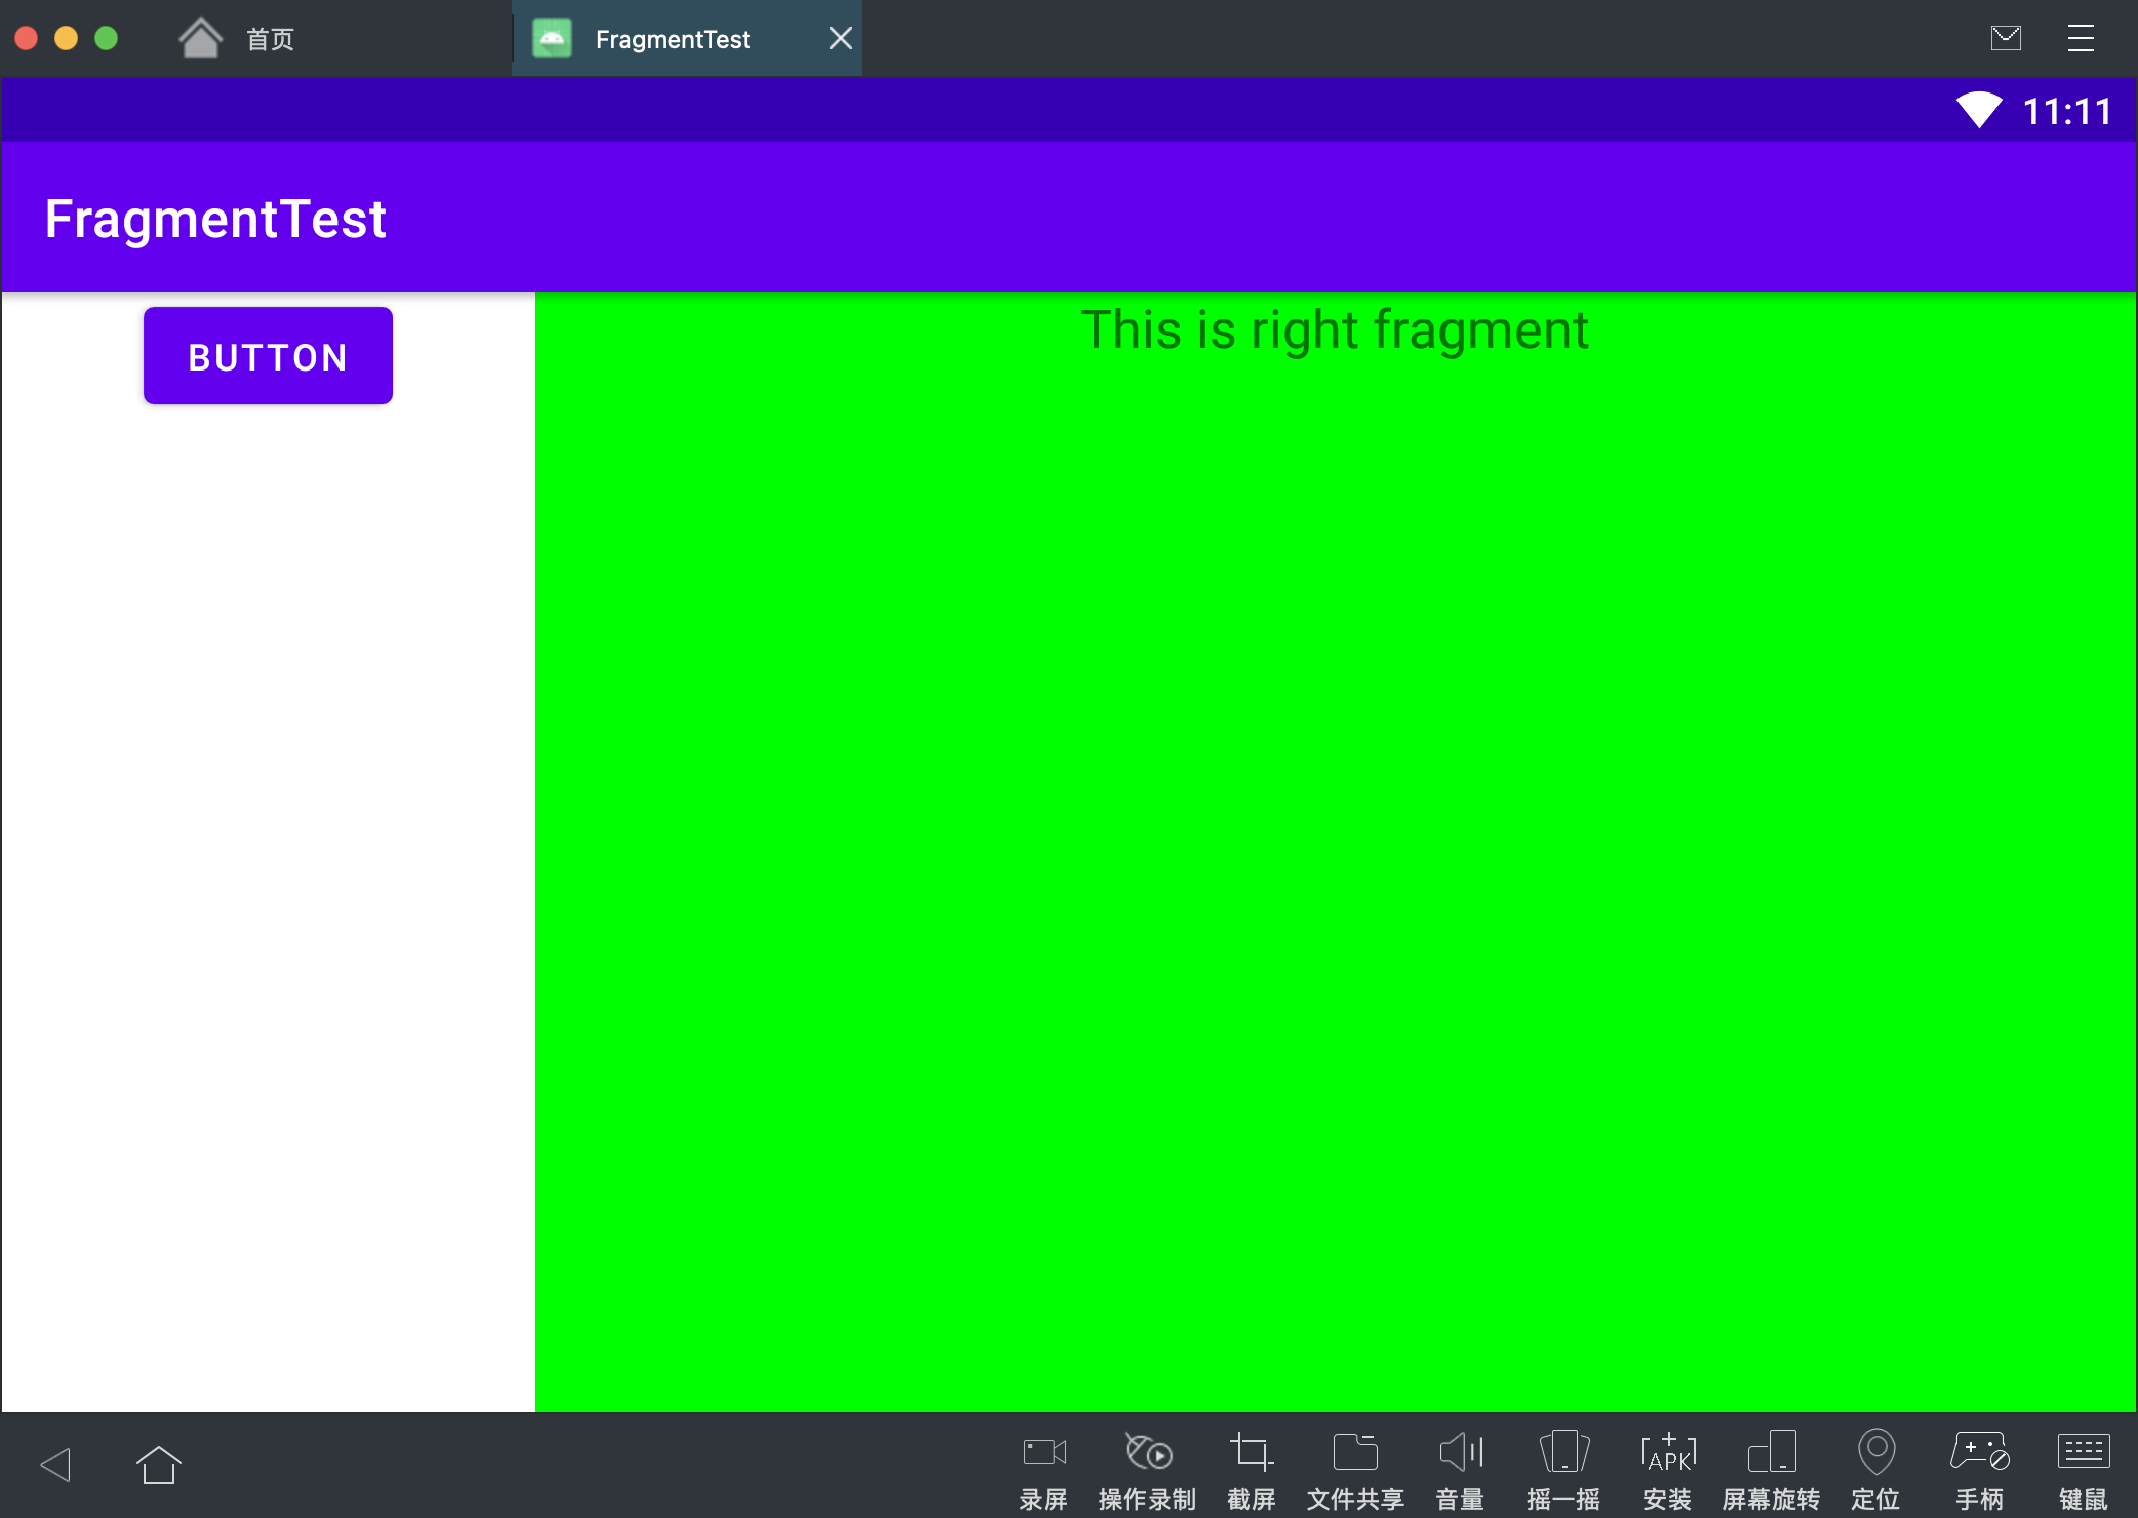 首页
FragmentTest
11:11
FragmentTest
BUTTON
This is right fragment
APK
录屏
操作录制
截屏
文件共享
音量
摇一摇
安装
屏幕旋转
定位
手柄
键鼠